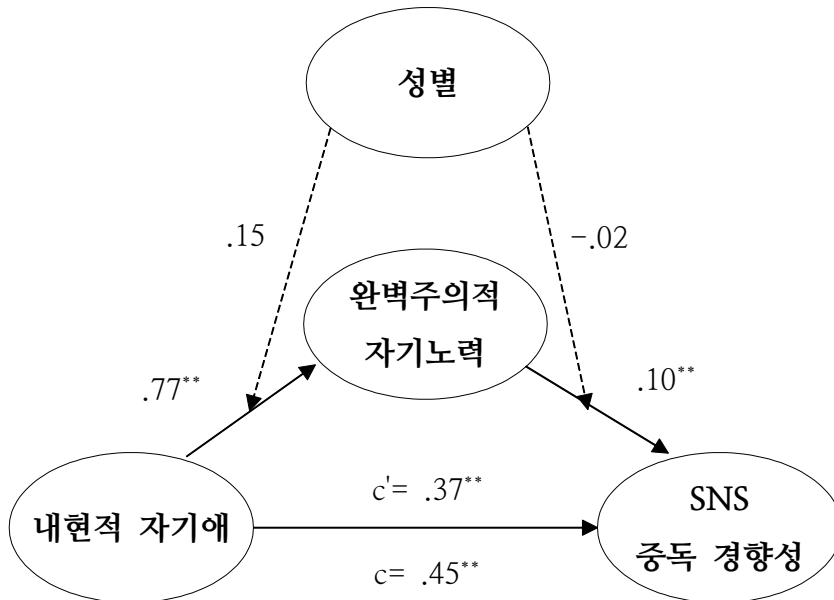 성별
.15
-.02
완벽주의적
자기노력
.77**
.10**
내현적 자기애
c'= .37**
SNS
중독 경향성
c= .45**